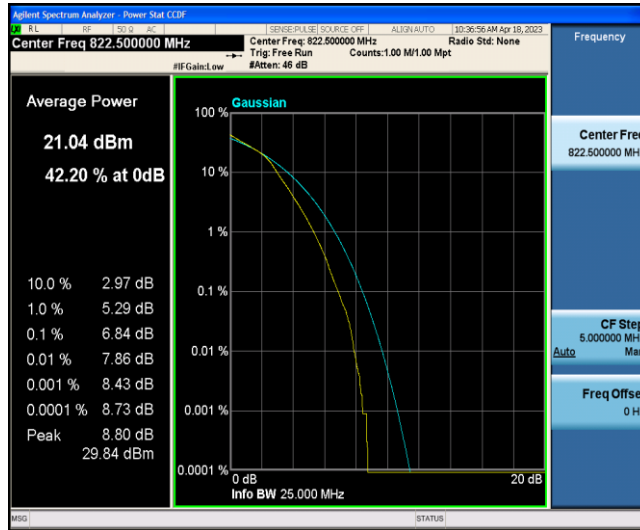 Agilent Spectrum Analyzer - Power Stat CCDF
RL RF 50 Ω AC SENSE:PULSE SOURCE OFF ALIGNAUTO 10:36:56 AM Apr 18, 2023
Center Freq 822.500000 MHz
Center Freq: 822.500000 MHz Radio Std: None
Trig: Free Run Counts:1.00 M/1.00 Mpt
#IFGain:Low #Atten: 46 dB
Frequency
Average Power
21.04 dBm
42.20 % at 0dB
10.0 % 2.97 dB
1.0 % 5.29 dB
0.1 % 6.84 dB
0.01 % 7.86 dB
0.001 % 8.43 dB
0.0001 % 8.73 dB
Peak 8.80 dB
29.84 dBm
Gaussian
100 %
10 %
1 %
0.1 %
0.01 %
0.001 %
0.0001 %
0 dB 20 dB
Info BW 25.000 MHz
Center Fre
822.500000 MH
CF Step
5.000000 MH
Auto Ma
Freq Offse
0 H
MSG STATUS